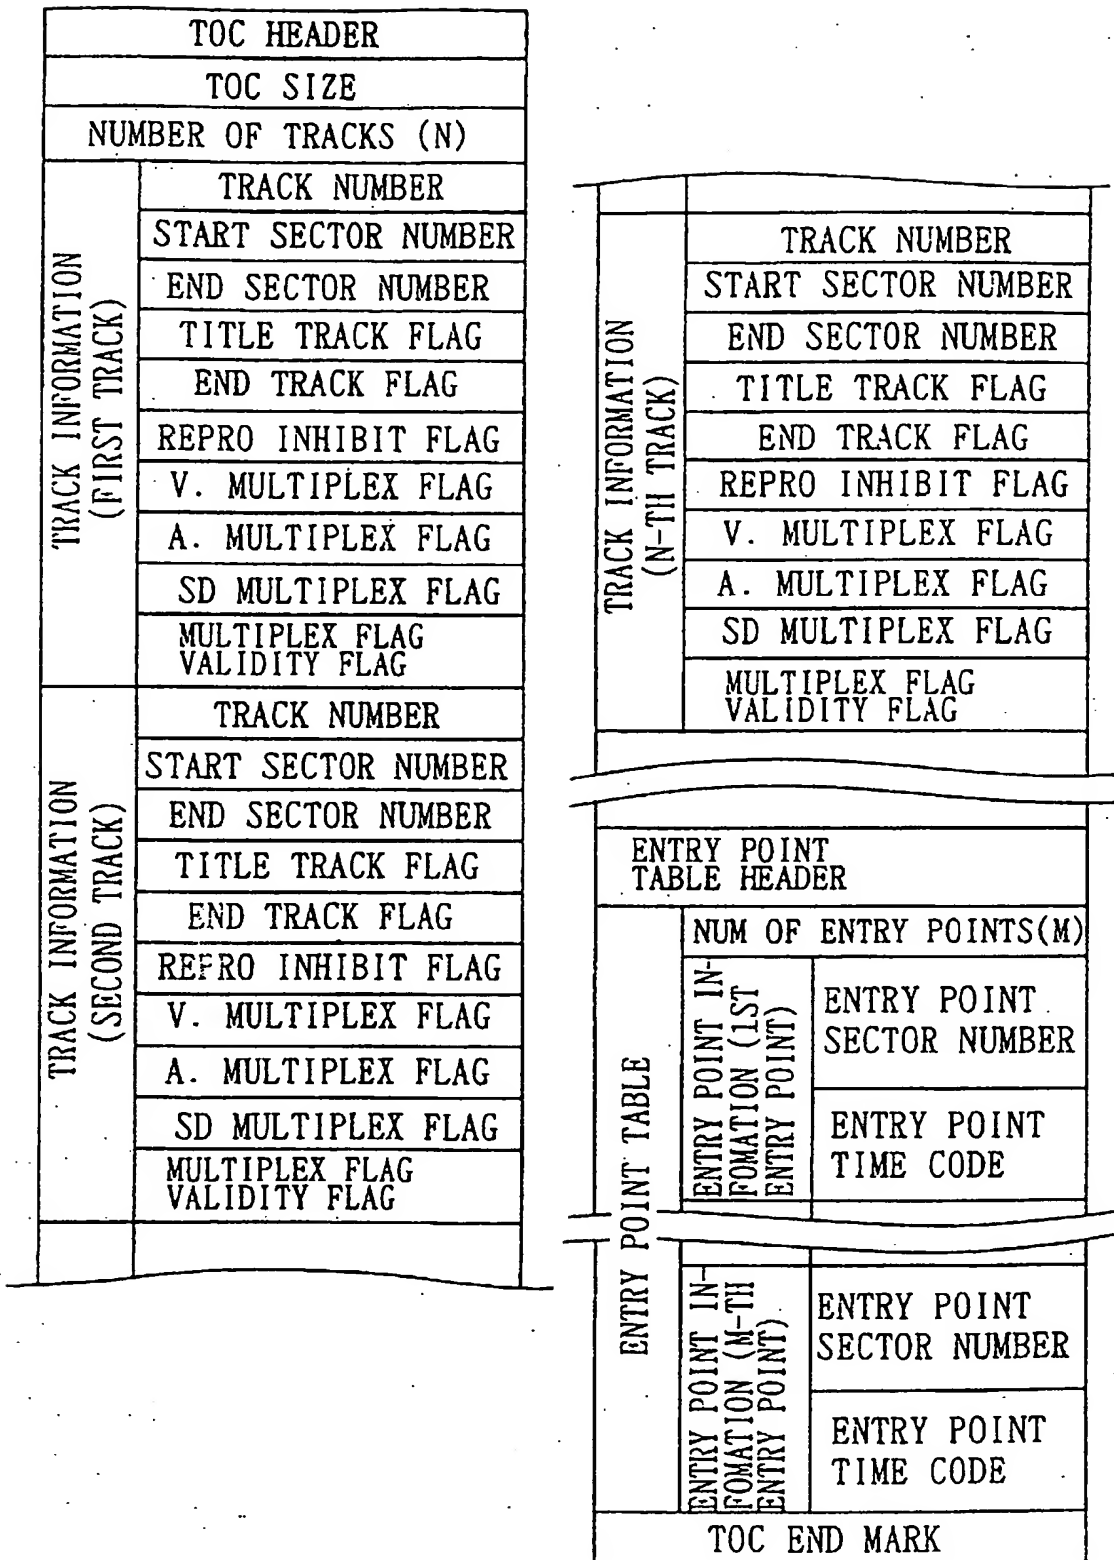 TOC HEADER
TOC SIZE
NUMBER OF TRACKS (N)
TRACK INFORMATION
(FIRST TRACK)
TRACK NUMBER
START SECTOR NUMBER
END SECTOR NUMBER
TITLE TRACK FLAG
END TRACK FLAG
REPRO INHIBIT FLAG
V. MULTIPLEX FLAG
A. MULTIPLEX FLAG
SD MULTIPLEX FLAG
MULTIPLEX FLAG
VALIDITY FLAG
TRACK INFORMATION
(SECOND TRACK)
TRACK NUMBER
START SECTOR NUMBER
END SECTOR NUMBER
TITLE TRACK FLAG
END TRACK FLAG
REPRO INHIBIT FLAG
V. MULTIPLEX FLAG
A. MULTIPLEX FLAG
SD MULTIPLEX FLAG
MULTIPLEX FLAG
VALIDITY FLAG
TRACK INFORMATION
(N-TH TRACK)
TRACK NUMBER
START SECTOR NUMBER
END SECTOR NUMBER
TITLE TRACK FLAG
END TRACK FLAG
REPRO INHIBIT FLAG
V. MULTIPLEX FLAG
A. MULTIPLEX FLAG
SD MULTIPLEX FLAG
MULTIPLEX FLAG
VALIDITY FLAG
ENTRY POINT
TABLE HEADER
ENTRY POINT TABLE
NUM OF ENTRY POINTS(M)
ENTRY POINT IN-
FOMATION (1ST
ENTRY POINT)
ENTRY POINT
SECTOR NUMBER
ENTRY POINT
TIME CODE
ENTRY POINT IN-
FOMATION (M-TH
ENTRY POINT)
ENTRY POINT
SECTOR NUMBER
ENTRY POINT
TIME CODE
TOC END MARK